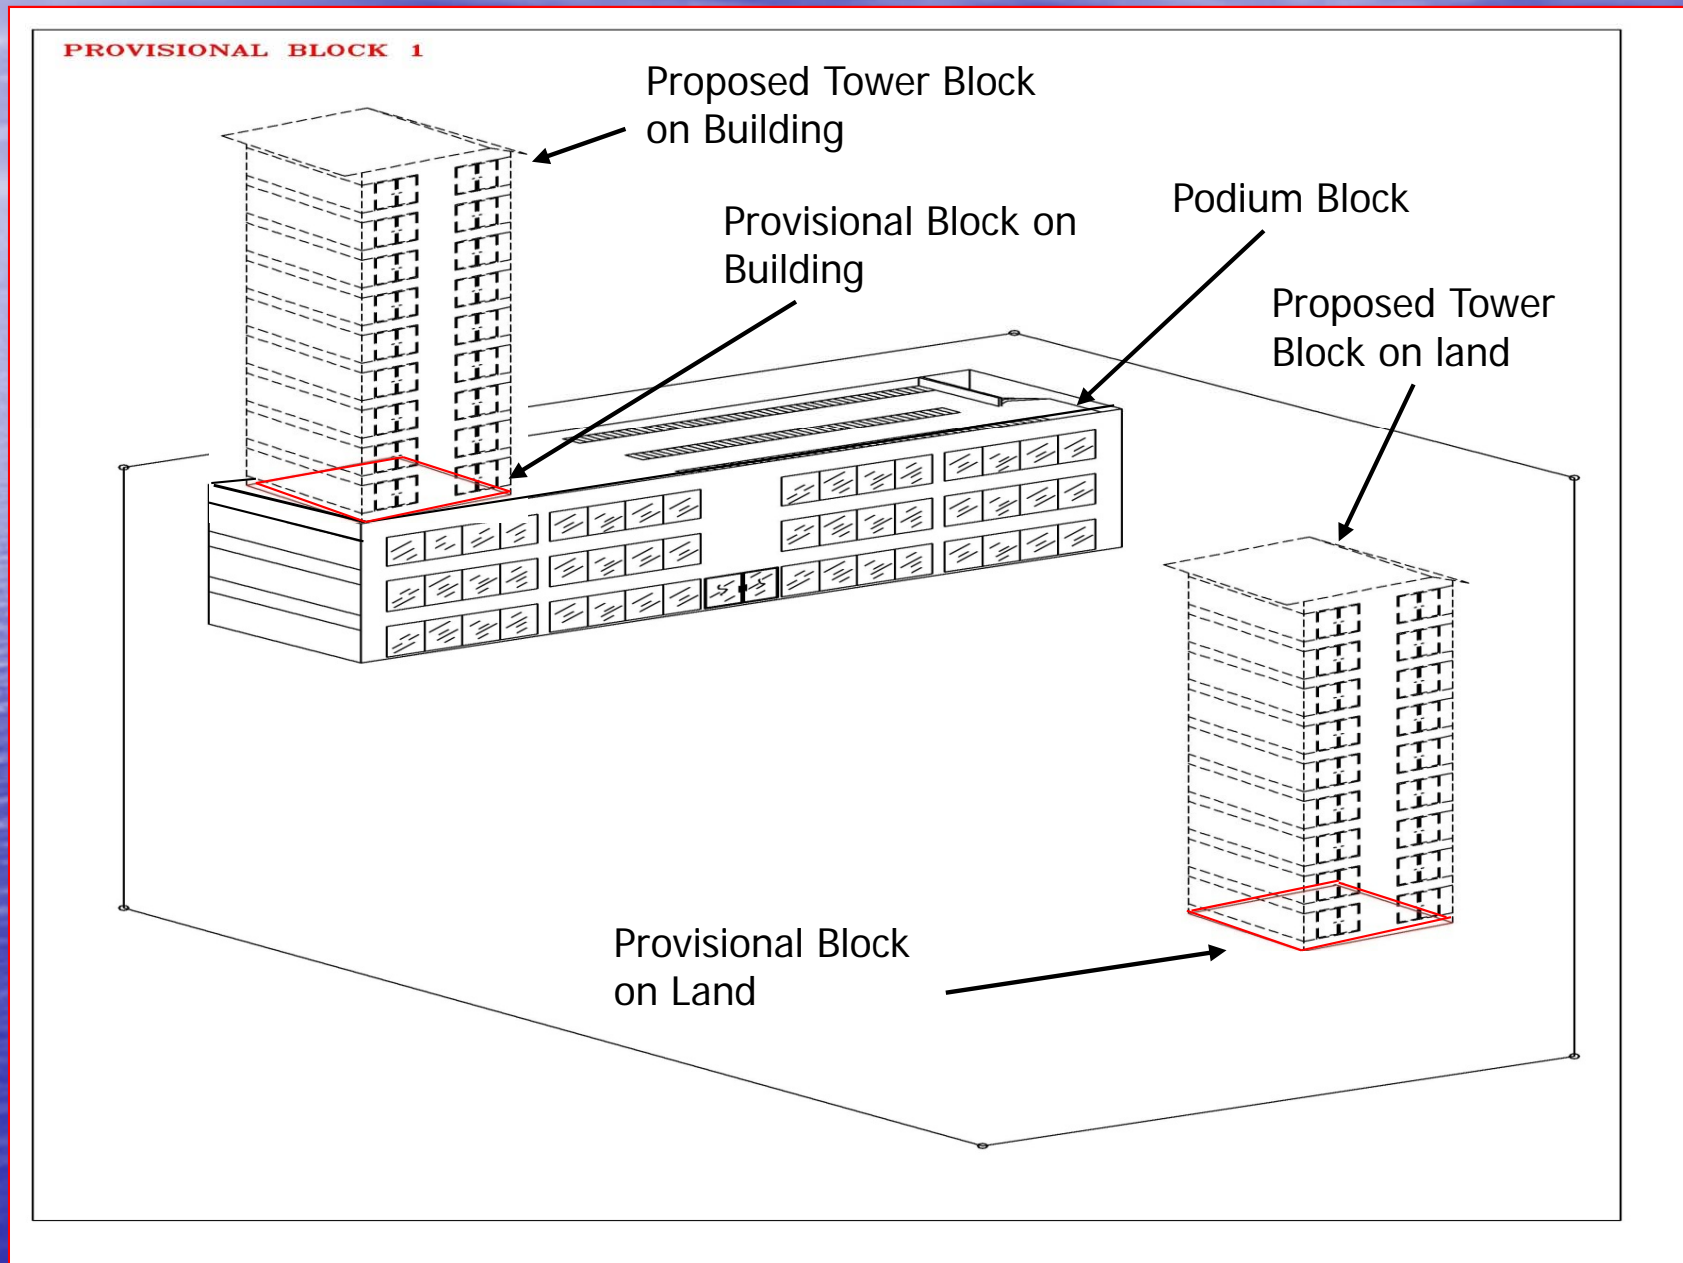 PROVISIONAL BLOCK 1
Proposed Tower Block
on Building
Provisional Block on
Building
Podium Block
Proposed Tower
Block on land
Provisional Block
on Land